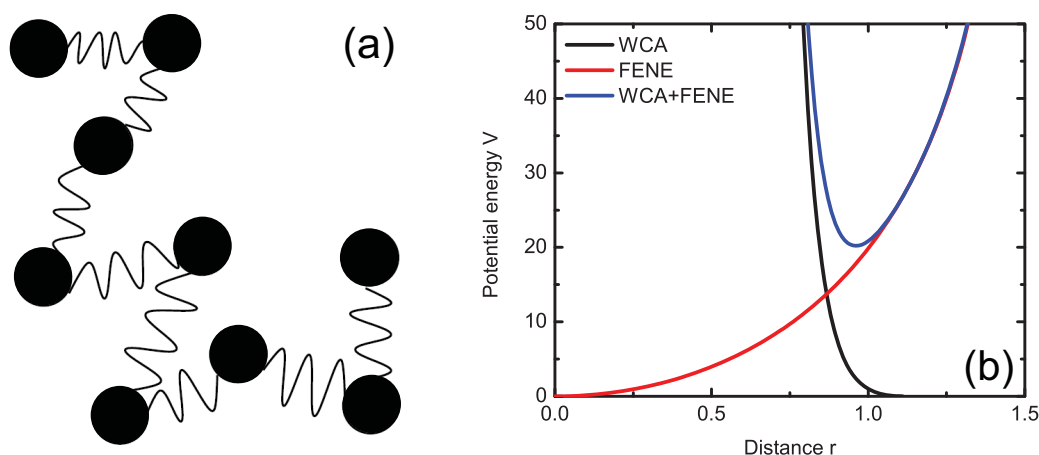 (a)
WCA
FENE
WCA+FENE
Potential energy V
50
40
30
20
10
0
0.0 0.5 1.0 1.5
Distance r
(b)